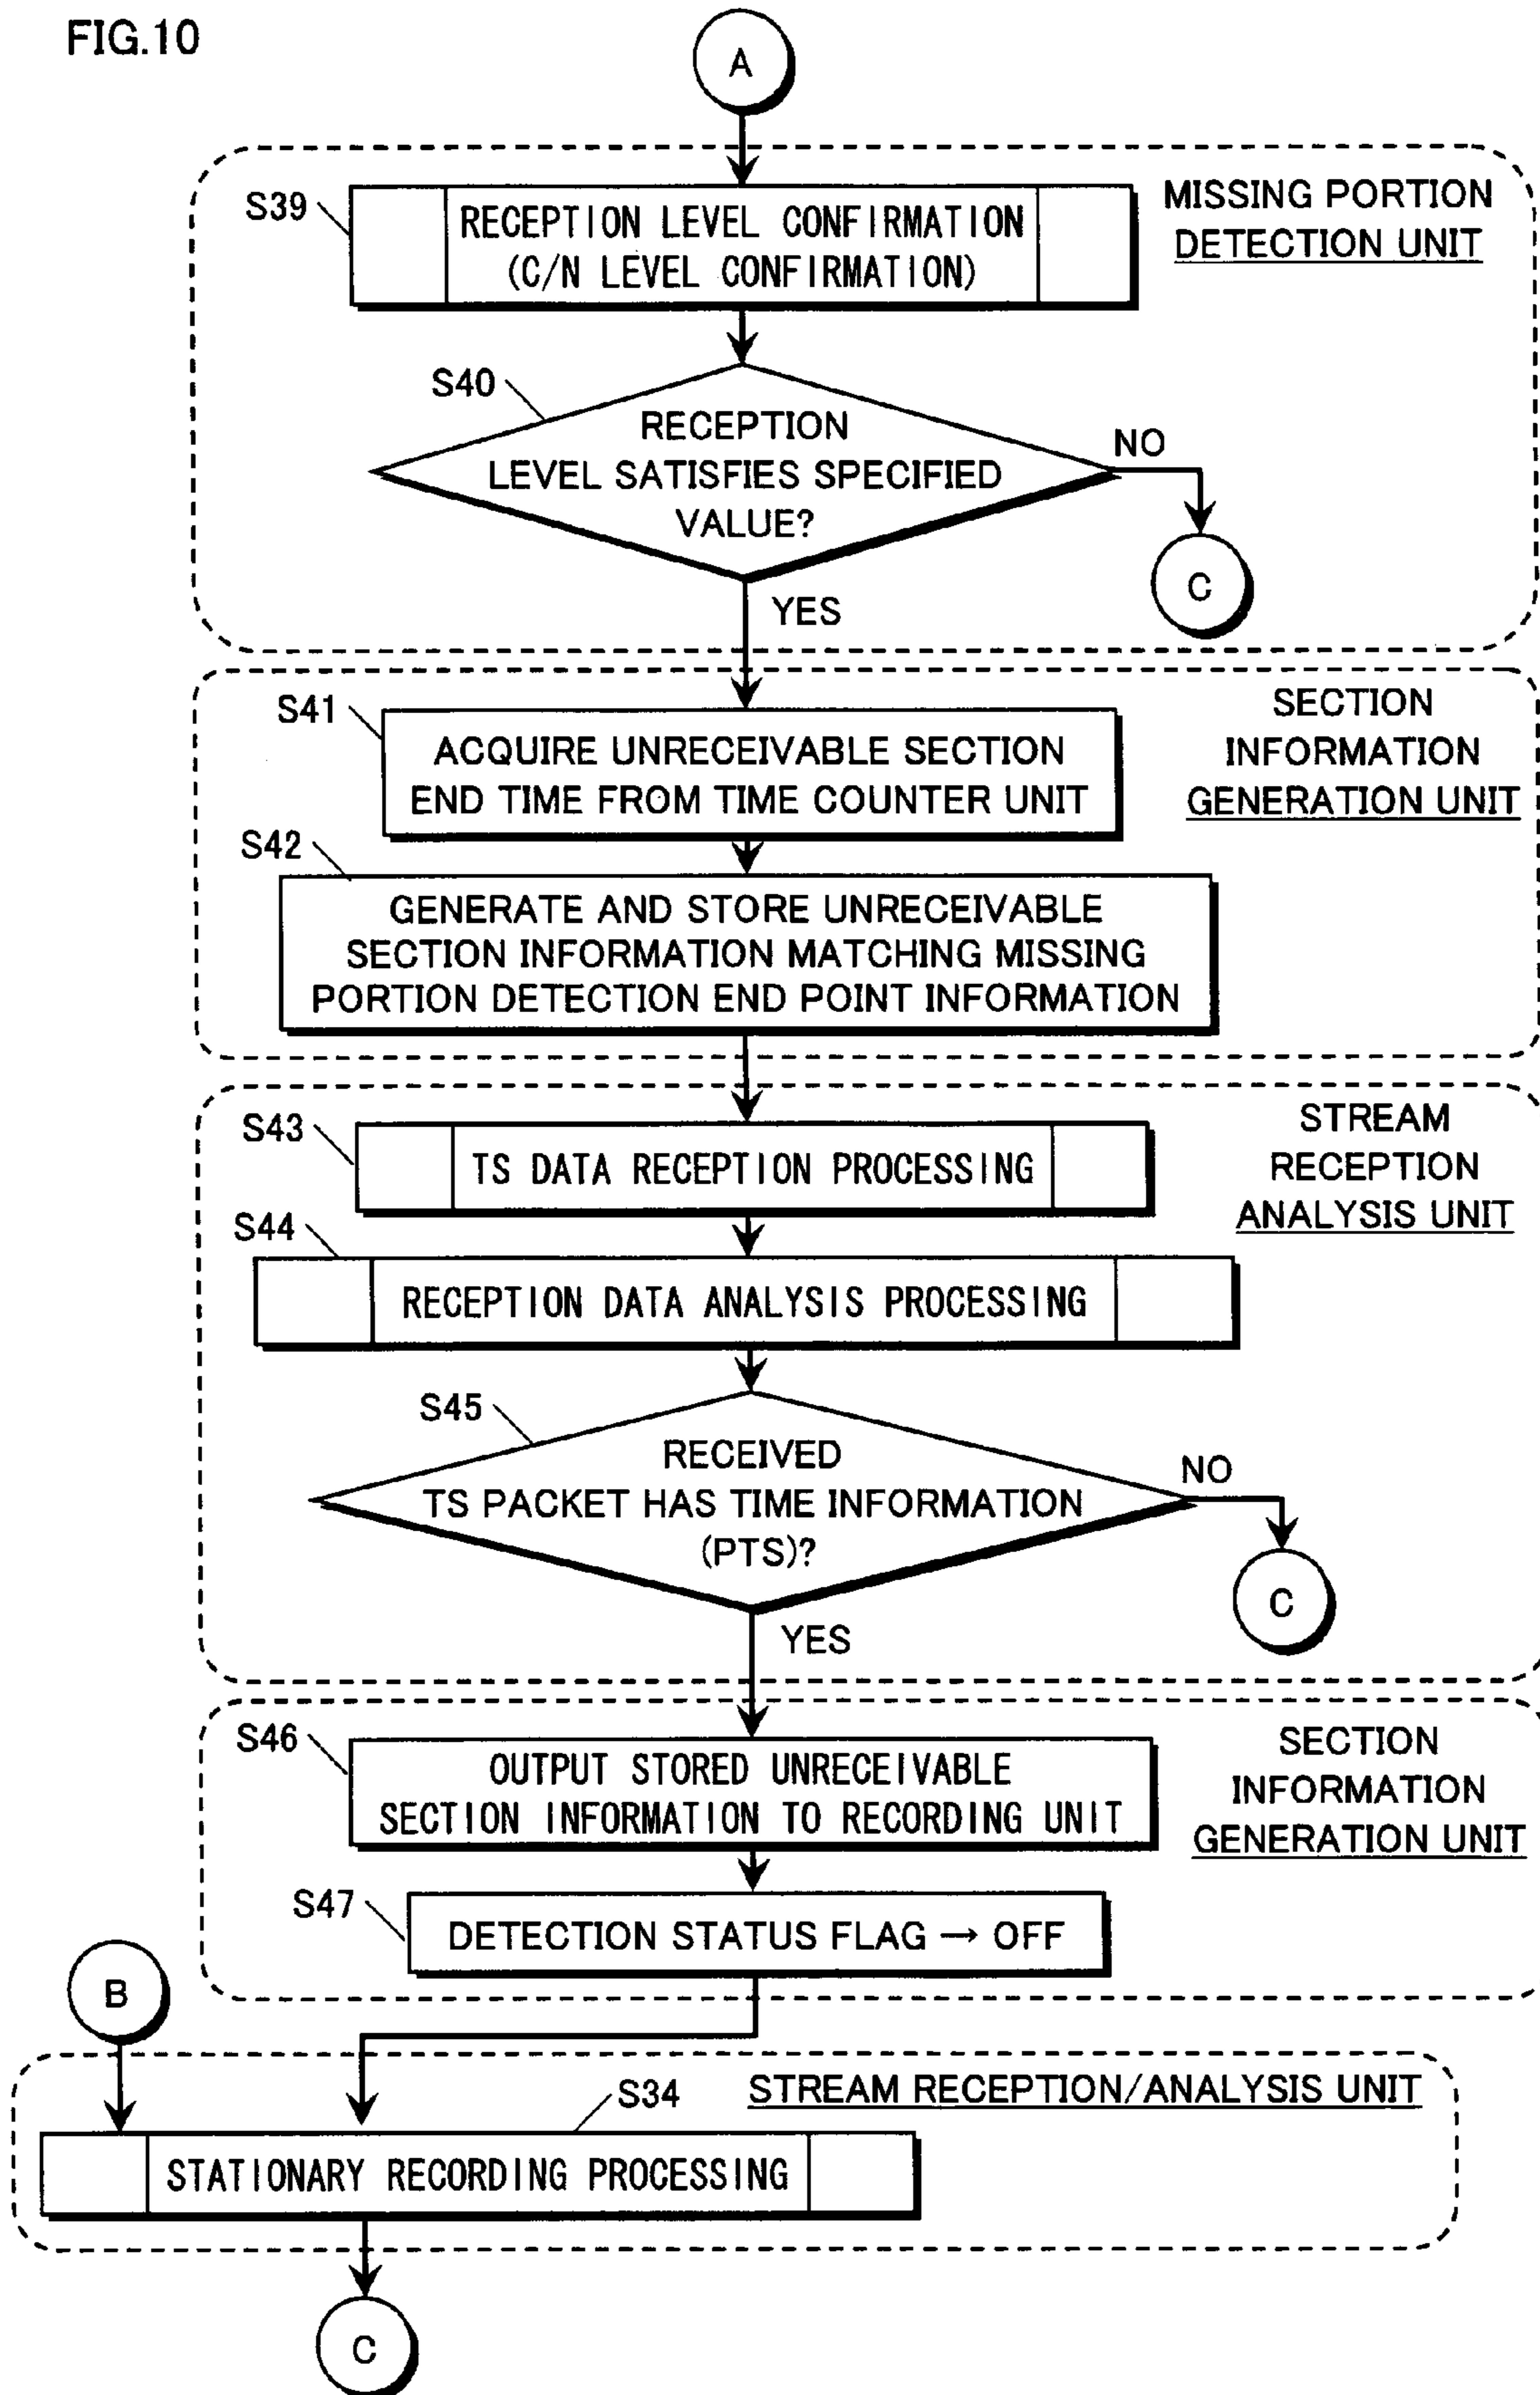 FIG.10
A
S39
RECEPTION LEVEL CONFIRMATION
(C/N LEVEL CONFIRMATION)
MISSING PORTION
DETECTION UNIT
S40
RECEPTION
LEVEL SATISFIES SPECIFIED
VALUE?
NO
C
YES
S41
ACQUIRE UNRECEIVABLE SECTION
END TIME FROM TIME COUNTER UNIT
SECTION
INFORMATION
GENERATION UNIT
S42
GENERATE AND STORE UNRECEIVABLE
SECTION INFORMATION MATCHING MISSING
PORTION DETECTION END POINT INFORMATION
S43
TS DATA RECEPTION PROCESSING
STREAM
RECEPTION
ANALYSIS UNIT
S44
RECEPTION DATA ANALYSIS PROCESSING
S45
RECEIVED
TS PACKET HAS TIME INFORMATION
(PTS)?
NO
C
YES
S46
OUTPUT STORED UNRECEIVABLE
SECTION INFORMATION TO RECORDING UNIT
SECTION
INFORMATION
GENERATION UNIT
S47
DETECTION STATUS FLAG → OFF
B
S34
STREAM RECEPTION/ANALYSIS UNIT
STATIONARY RECORDING PROCESSING
C